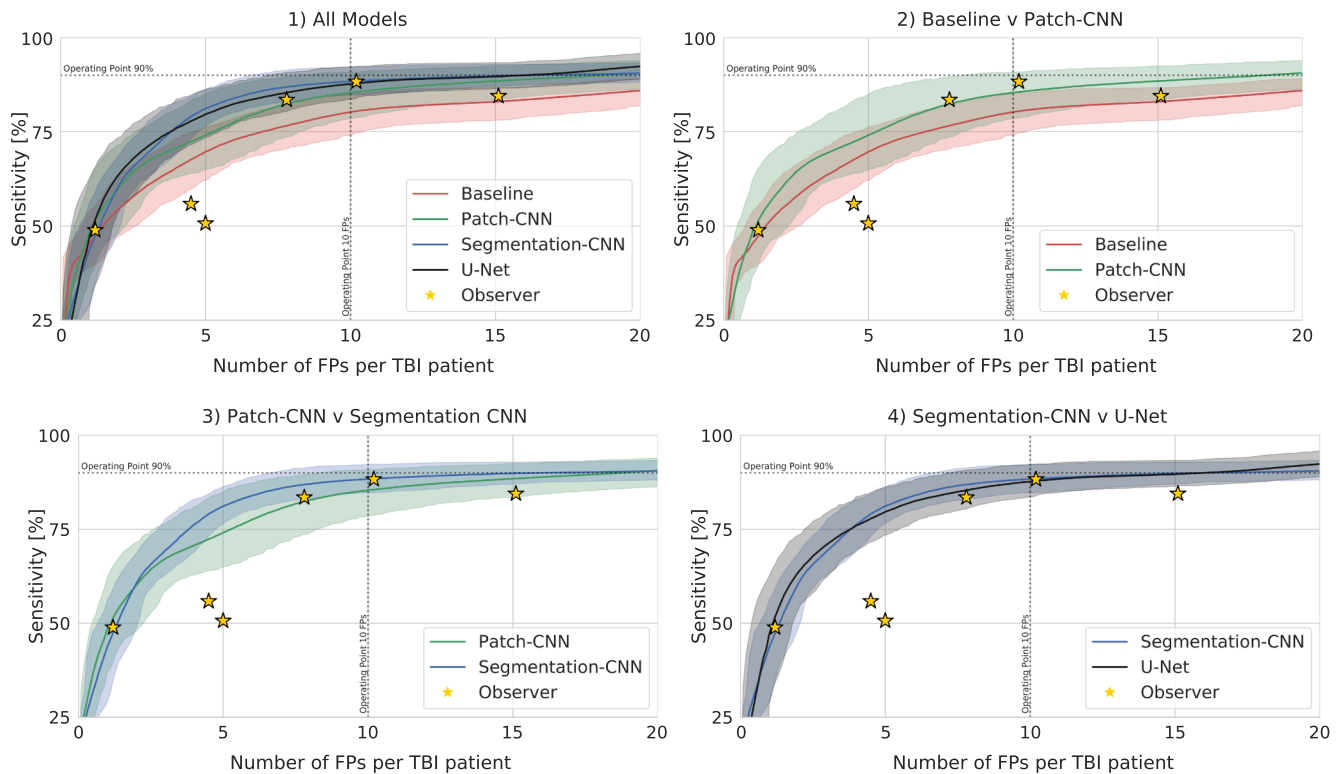 1) All Models
100
75
50
25
Sensitivity [%]
Operating Point 90%
Operating Point 10 FPs
Baseline
Patch-CNN
Segmentation-CNN
U-Net
Observer
0 5 10 15 20
Number of FPs per TBI patient
2) Baseline v Patch-CNN
100
75
50
25
Sensitivity [%]
Operating Point 90%
Operating Point 10 FPs
Baseline
Patch-CNN
Observer
0 5 10 15 20
Number of FPs per TBI patient
3) Patch-CNN v Segmentation CNN
100
75
50
25
Sensitivity [%]
Operating Point 90%
Operating Point 10 FPs
Patch-CNN
Segmentation-CNN
Observer
0 5 10 15 20
Number of FPs per TBI patient
4) Segmentation-CNN v U-Net
100
75
50
25
Sensitivity [%]
Operating Point 90%
Operating Point 10 FPs
Segmentation-CNN
U-Net
Observer
0 5 10 15 20
Number of FPs per TBI patient